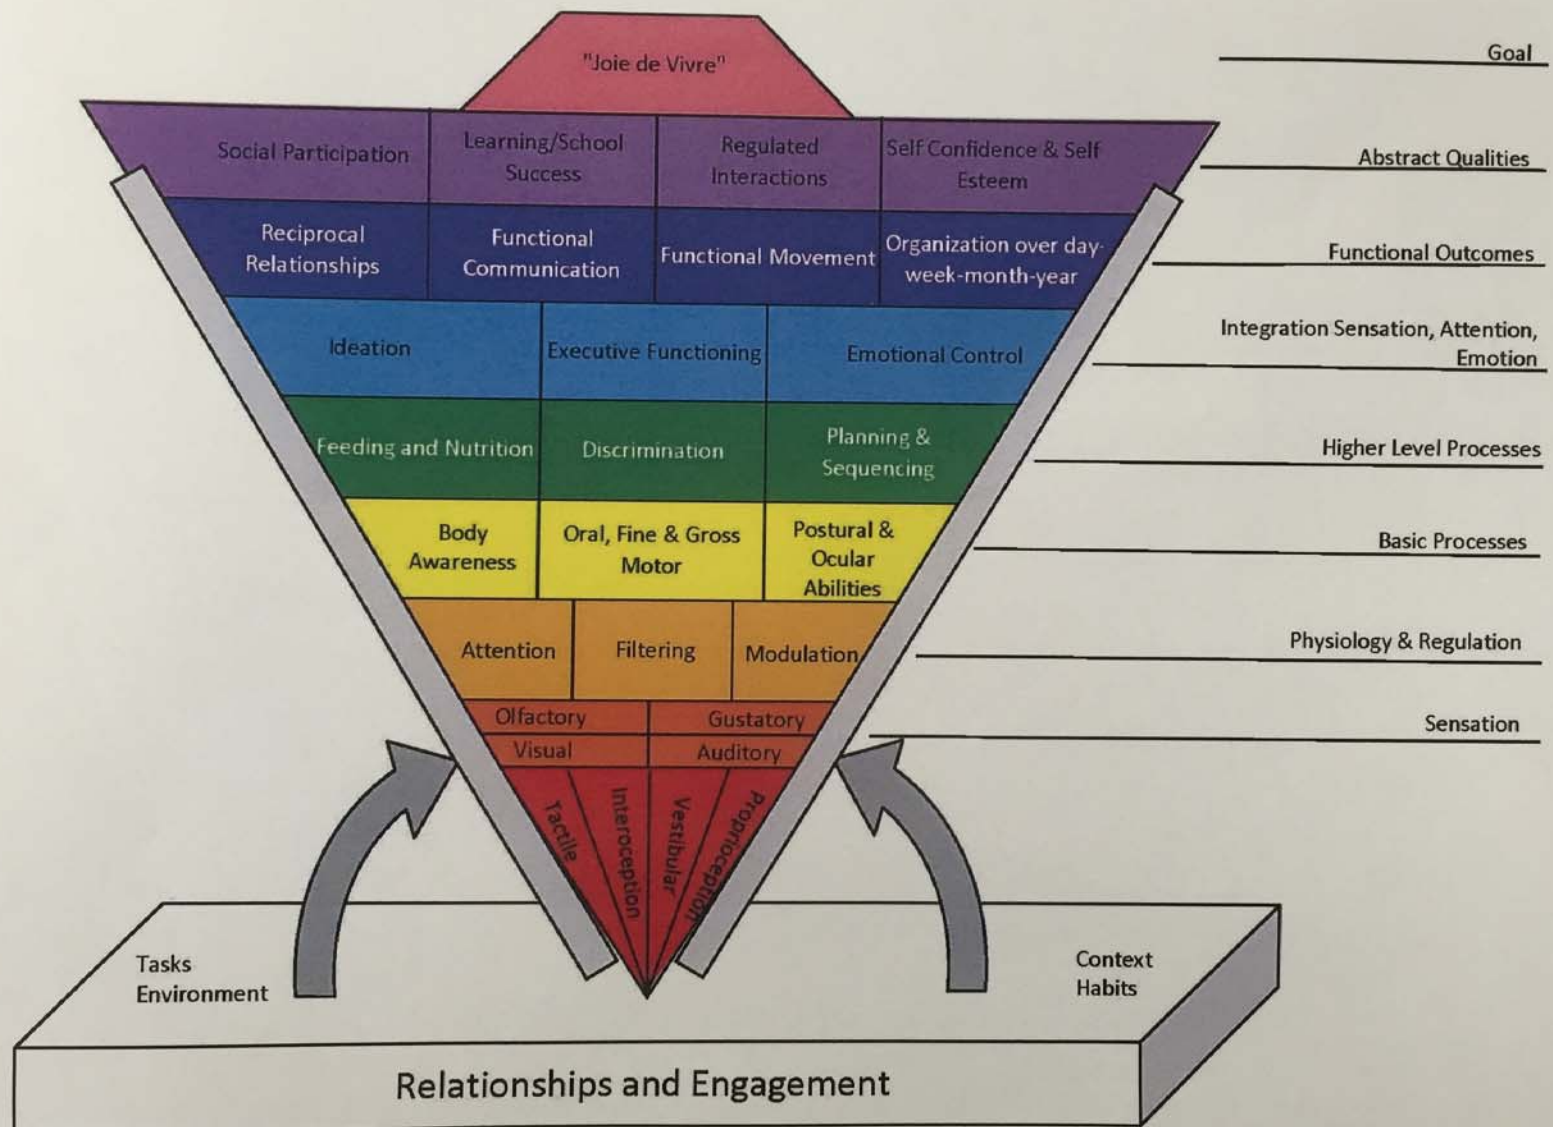 "Joie de Vivre"
Goal
Social Participation
Learning/School
Success
Regulated
Interactions
Self Confidence & Self
Esteem
Abstract Qualities
Reciprocal
Relationships
Functional
Communication
Functional Movement
Organization over day-
week-month-year
Functional Outcomes
Ideation
Executive Functioning
Emotional Control
Integration Sensation, Attention,
Emotion
Feeding and Nutrition
Discrimination
Planning &
Sequencing
Higher Level Processes
Body
Awareness
Oral, Fine & Gross
Motor
Postural &
Ocular
Abilities
Basic Processes
Attention
Filtering
Modulation
Physiology & Regulation
Olfactory
Gustatory
Visual
Auditory
Sensation
Tactile
Interoception
Vestibular
Proprioception
Tasks
Environment
Context
Habits
Relationships and Engagement